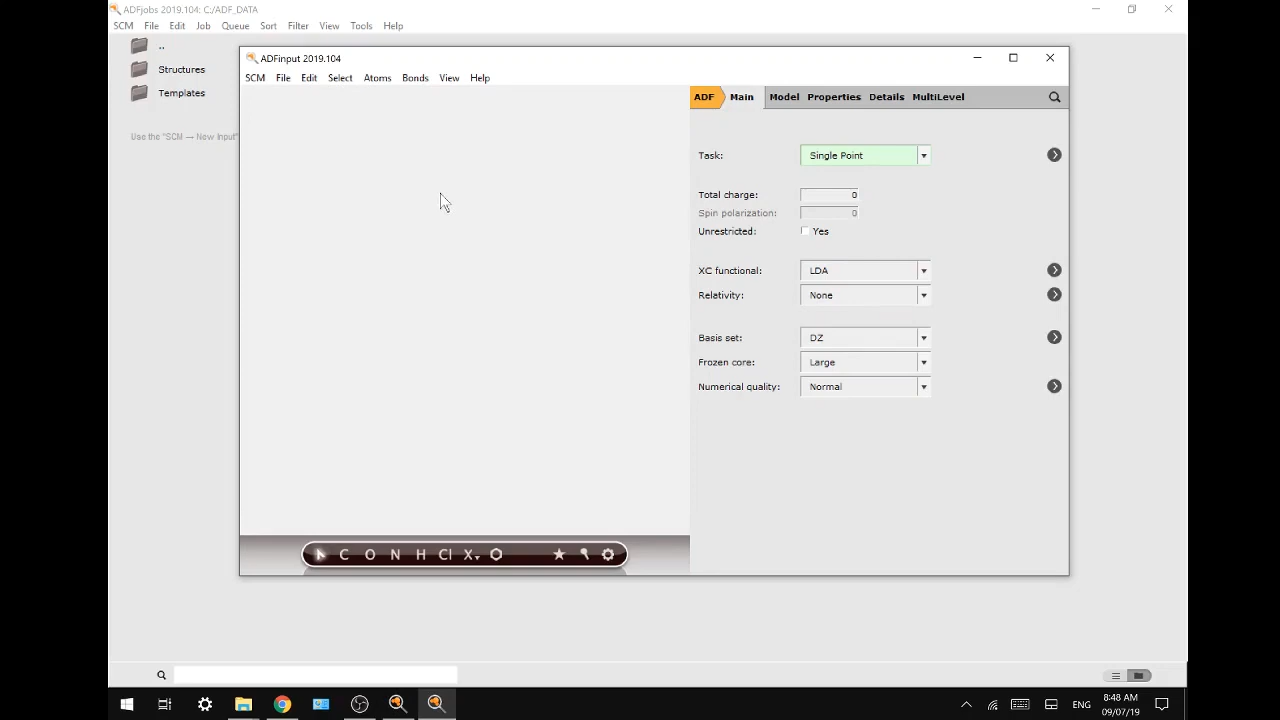 ADFjobs 2019.104: C:/ADF_DATA
SCM File Edit Job Queue Sort Filter View Tools Help
..
Structures
Templates
Use the "SCM → New Input"
ADFinput 2019.104
SCM File Edit Select Atoms Bonds View Help
ADF Main Model Properties Details MultiLevel
Task: Single Point
Total charge: 0
Spin polarization: 0
Unrestricted: Yes
XC functional: LDA
Relativity: None
Basis set: DZ
Frozen core: Large
Numerical quality: Normal
C O N H Cl X
8:48 AM
ENG
09/07/19